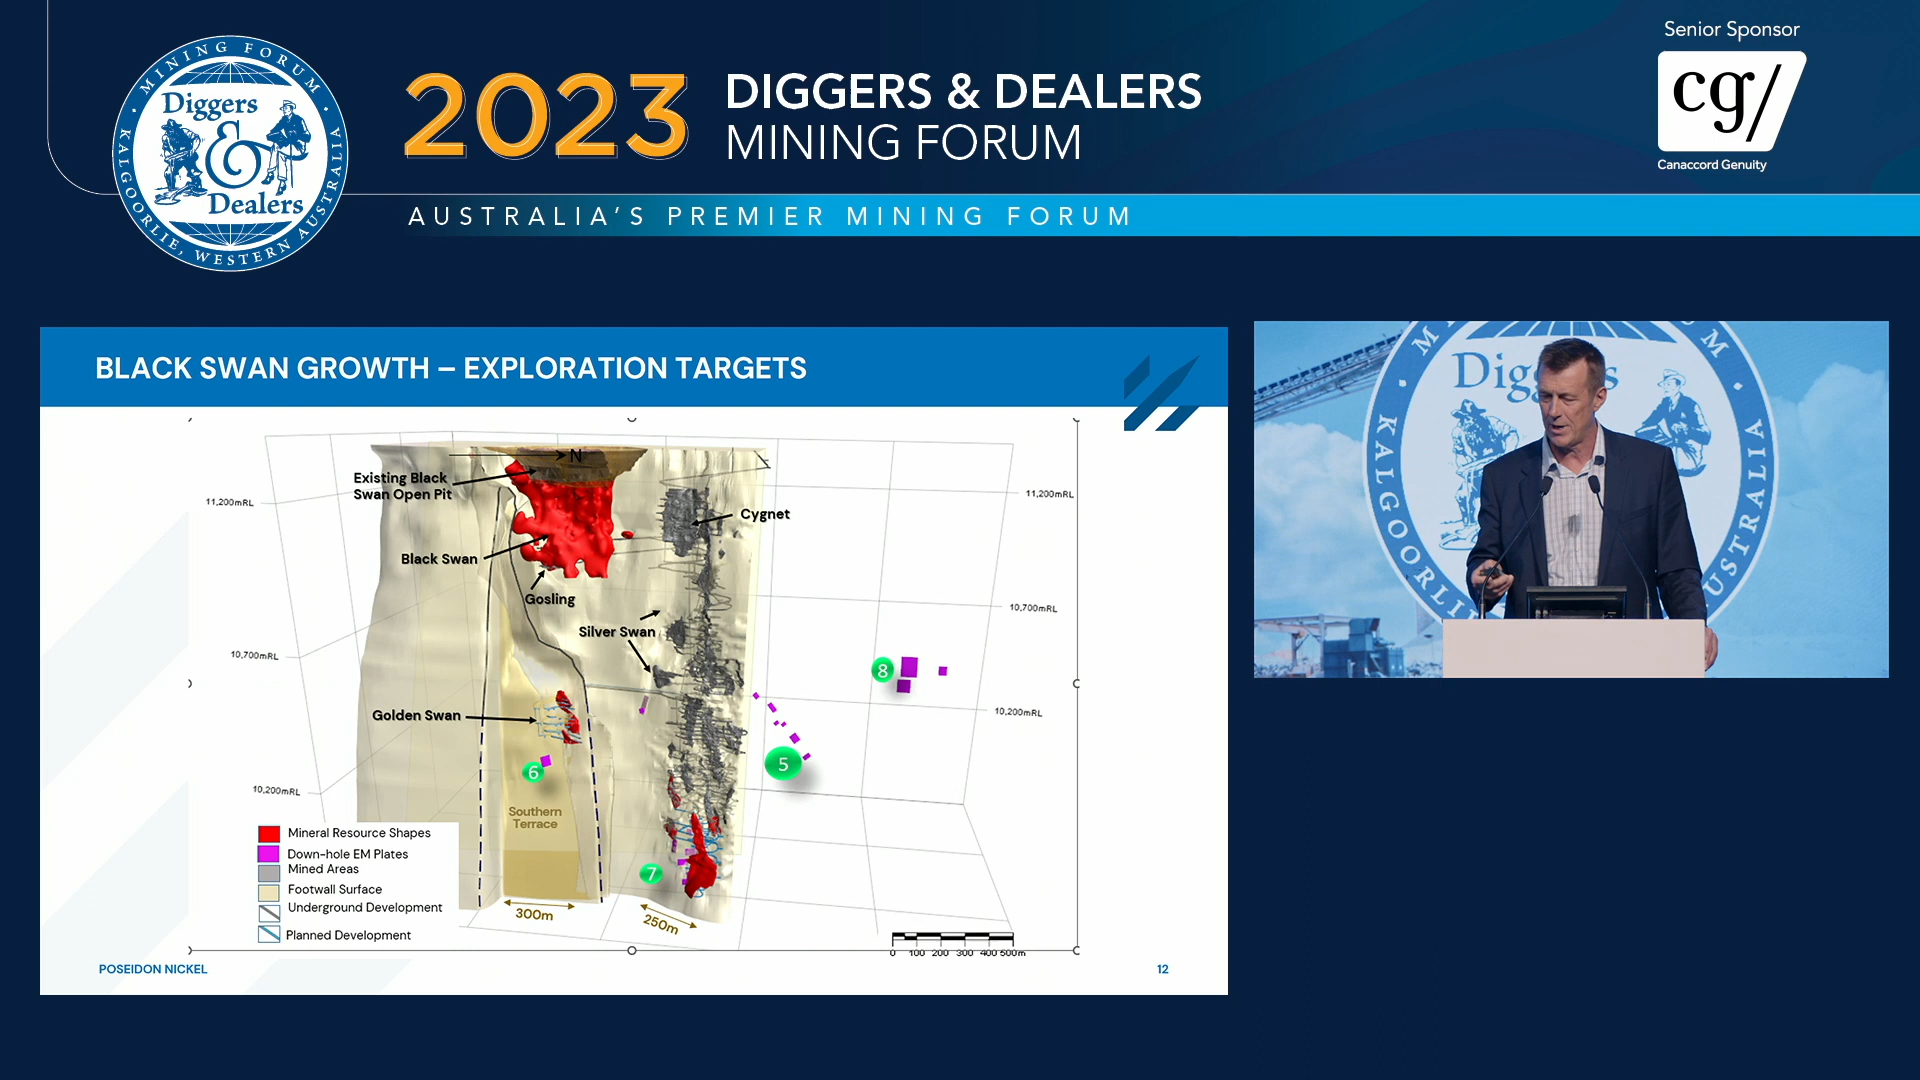 MINING FORUM
Diggers
&
Dealers
KALGOORLIE, WESTERN AUSTRALIA
2023
DIGGERS & DEALERS
MINING FORUM
AUSTRALIA'S PREMIER MINING FORUM
Senior Sponsor
cg/
Canaccord Genuity
BLACK SWAN GROWTH – EXPLORATION TARGETS
N
Existing Black
Swan Open Pit
11,200mRL
11,200mRL
Cygnet
Black Swan
Gosling
10,700mRL
Silver Swan
10,700mRL
8
10,200mRL
Golden Swan
5
6
10,200mRL
Southern
Terrace
7
300m
250m
Mineral Resource Shapes
Down-hole EM Plates
Mined Areas
Footwall Surface
Underground Development
Planned Development
0 100 200 300 400 500m
POSEIDON NICKEL
12